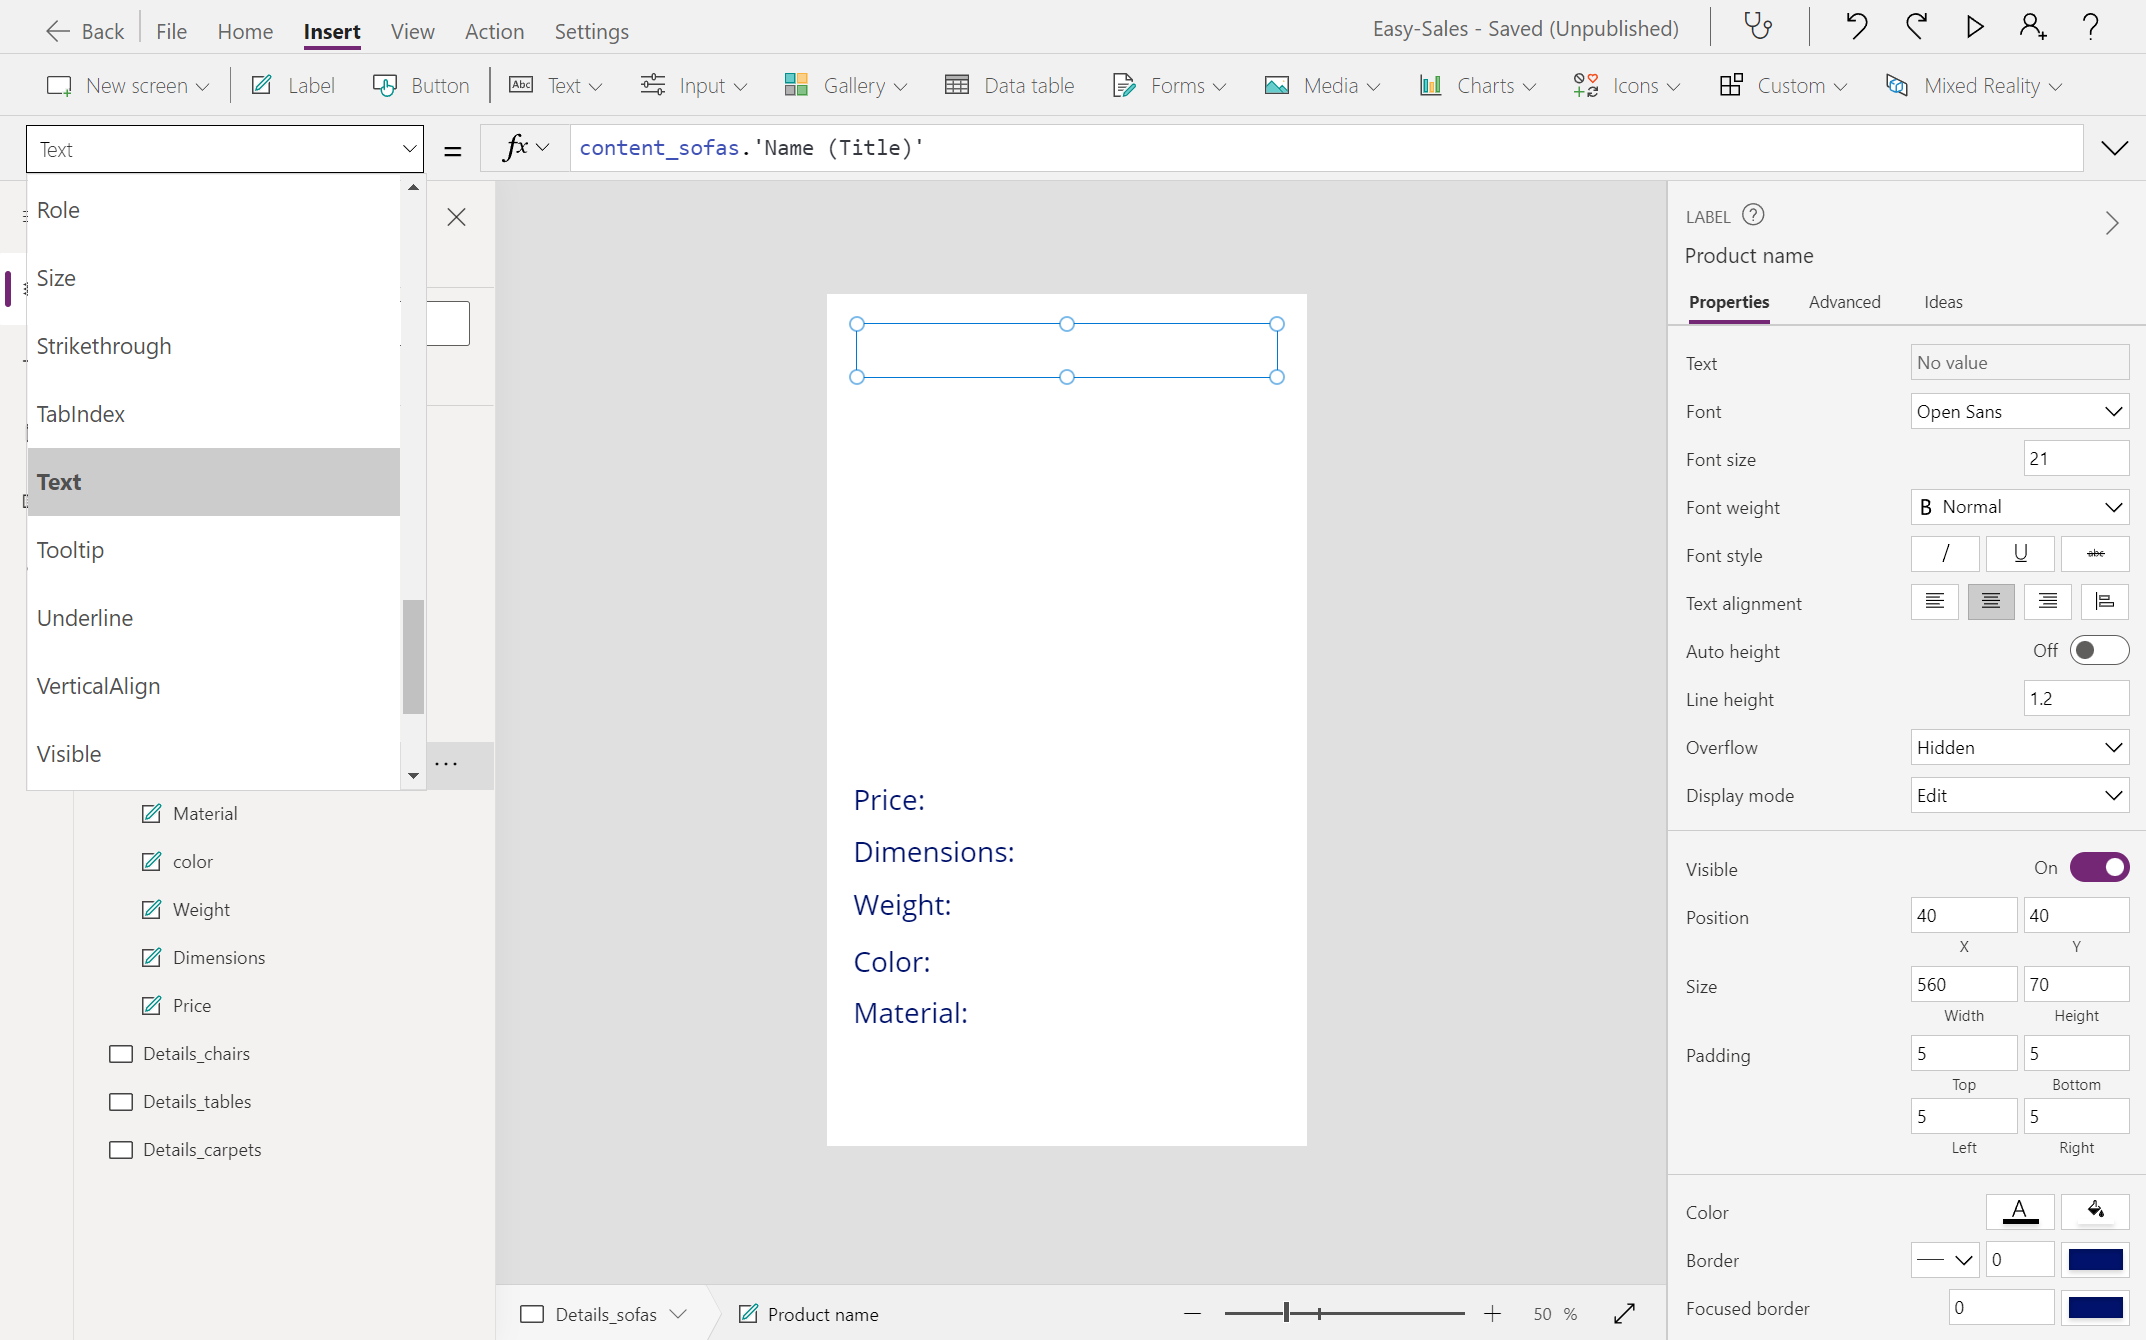 Back File Home Insert View Action Settings Easy-Sales - Saved (Unpublished)
New screen Label Button Abc Text Input Gallery Data table Forms Media Charts Icons Custom Mixed Reality
Text = fx content_sofas.'Name (Title)'
Role
Size
Strikethrough
TabIndex
Text
Tooltip
Underline
VerticalAlign
Visible
Material
color
Weight
Dimensions
Price
Details_chairs
Details_tables
Details_carpets
Price:
Dimensions:
Weight:
Color:
Material:
Details_sofas Product name 50 %
LABEL ?
Product name
Properties Advanced Ideas
Text No value
Font Open Sans
Font size 21
Font weight B Normal
Font style / U abc
Text alignment
Auto height Off
Line height 1.2
Overflow Hidden
Display mode Edit
Visible On
Position 40 40
X Y
Size 560 70
Width Height
Padding 5 5
Top Bottom
5 5
Left Right
Color A
Border 0
Focused border 0